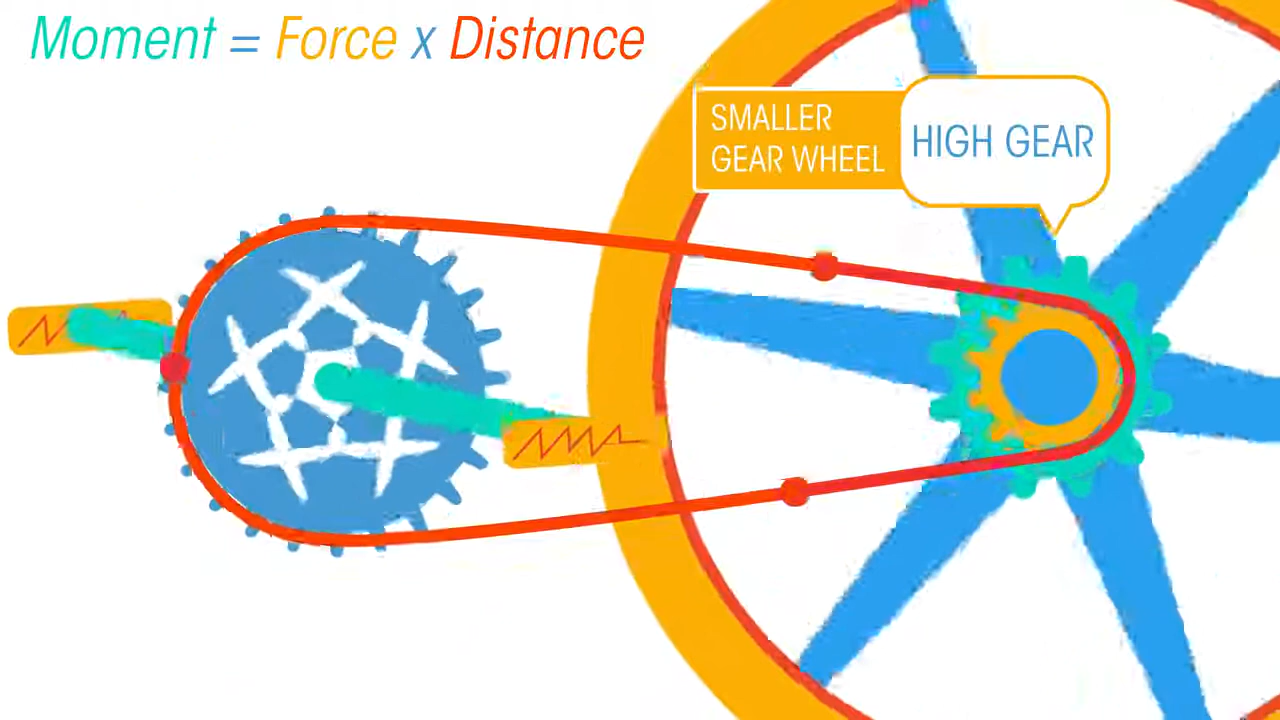 Moment = Force x Distance
SMALLER
GEAR WHEEL
HIGH GEAR